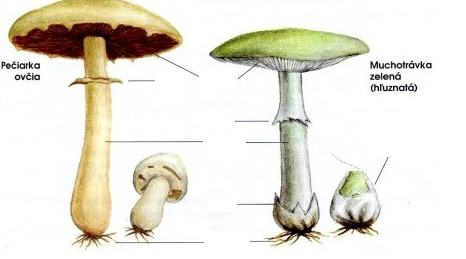 Pečiarka
ovčia
Muchotrávka
zelená
(hľuznatá)